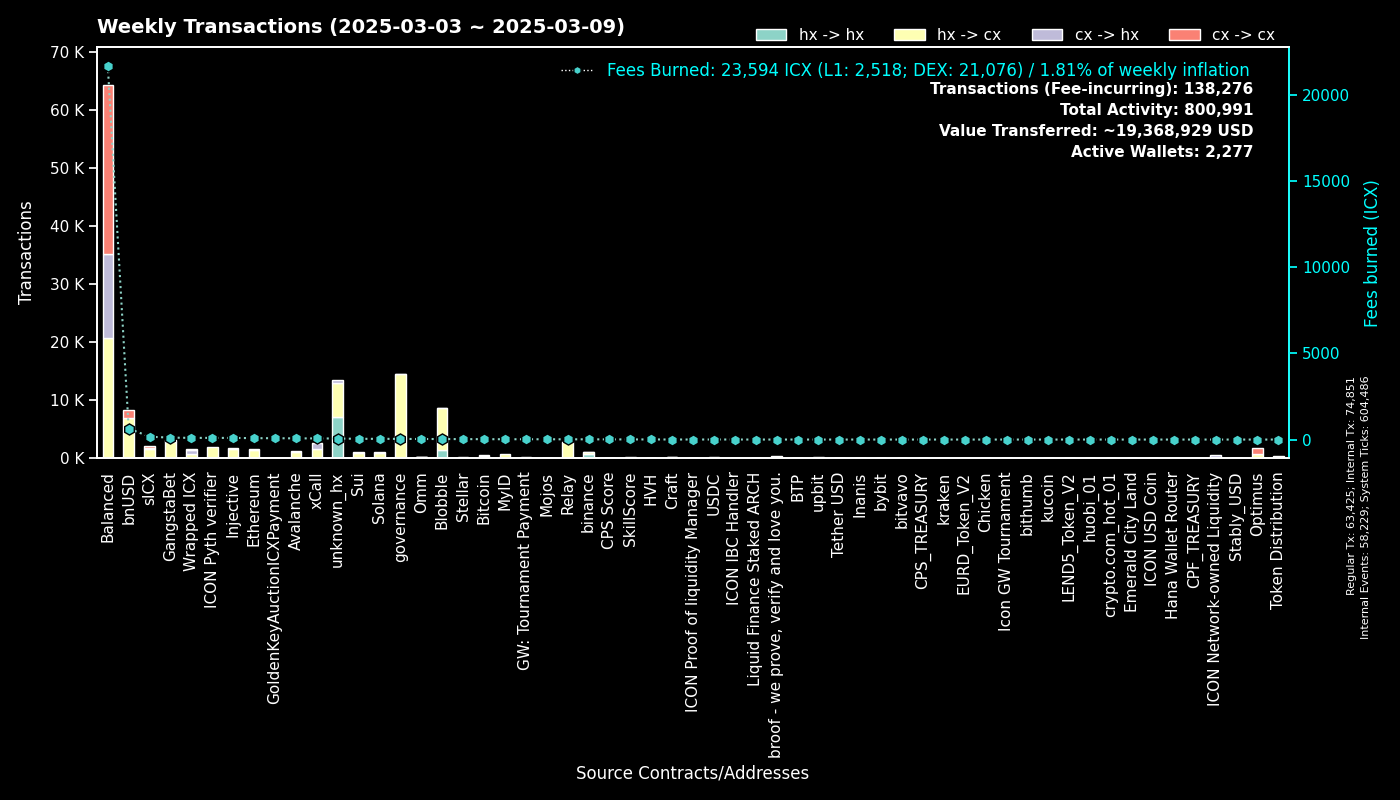 Weekly Transactions (2025-03-03 ~ 2025-03-09)
hx -> hx
hx -> cx
cx -> hx
cx -> cx
Fees Burned: 23,594 ICX (L1: 2,518; DEX: 21,076) / 1.81% of weekly inflation
Transactions (Fee-incurring): 138,276
Total Activity: 800,991
Value Transferred: ~19,368,929 USD
Active Wallets: 2,277
Transactions
70 K
60 K
50 K
40 K
30 K
20 K
10 K
0 K
20000
15000
10000
5000
0
Fees burned (ICX)
Regular Tx: 63,425; Internal Tx: 74,851
Internal Events: 58,229; System Ticks: 604,486
Balanced
bnUSD
sICX
GangstaBet
Wrapped ICX
ICON Pyth verifier
Injective
Ethereum
GoldenKeyAuctionICXPayment
Avalanche
xCall
unknown_hx
Sui
Solana
governance
Omm
Blobble
Stellar
Bitcoin
MyID
GW: Tournament Payment
Mojos
Relay
binance
CPS Score
SkillScore
HVH
Craft
ICON Proof of liquidity Manager
USDC
ICON IBC Handler
Liquid Finance Staked ARCH
broof - we prove, verify and love you.
BTP
upbit
Tether USD
Inanis
bybit
bitvavo
CPS_TREASURY
kraken
EURD_Token_V2
Chicken
Icon GW Tournament
bithumb
kucoin
LEND5_Token_V2
huobi_01
crypto.com_hot_01
Emerald City Land
ICON USD Coin
Hana Wallet Router
CPF_TREASURY
ICON Network-owned Liquidity
Stably_USD
Optimus
Token Distribution
Source Contracts/Addresses